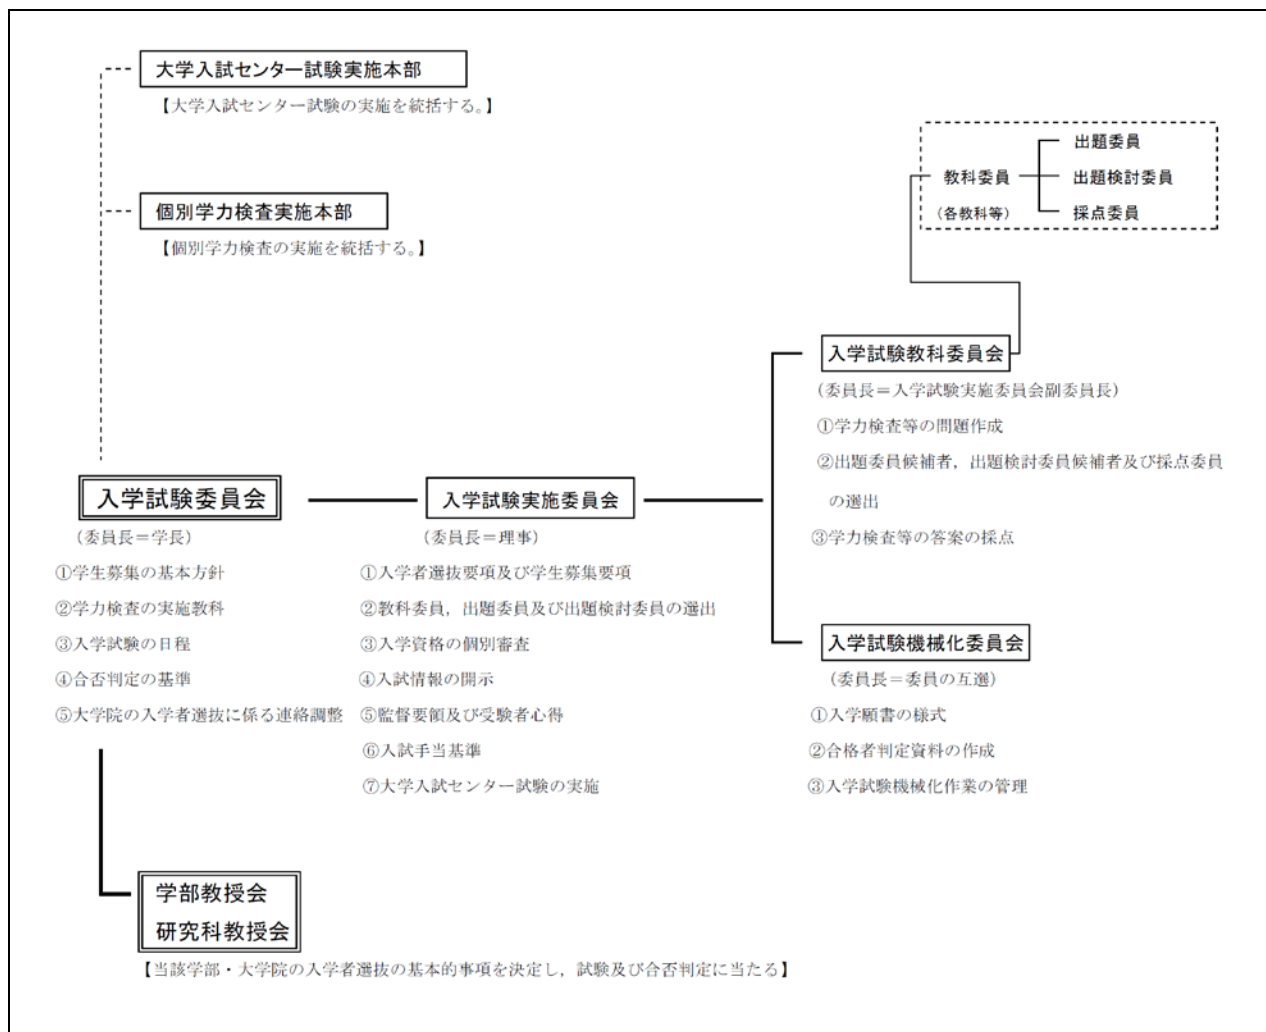 大学入試センター試験実施本部
【大学入試センター試験の実施を統括する。】
個別学力検査実施本部
【個別学力検査の実施を統括する。】
出題委員
教科委員
出題検討委員
(各教科等)
採点委員
入学試験教科委員会
(委員長=入学試験実施委員会副委員長)
①学力検査等の問題作成
②出題委員候補者，出題検討委員候補者及び採点委員
の選出
③学力検査等の答案の採点
入学試験委員会
(委員長=学長)
①学生募集の基本方針
②学力検査の実施教科
③入学試験の日程
④合否判定の基準
⑤大学院の入学者選抜に係る連絡調整
入学試験実施委員会
(委員長=理事)
①入学者選抜要項及び学生募集要項
②教科委員，出題委員及び出題検討委員の選出
③入学資格の個別審査
④入試情報の開示
⑤監督要領及び受験者心得
⑥入試手当基準
⑦大学入試センター試験の実施
入学試験機械化委員会
(委員長=委員の互選)
①入学願書の様式
②合格者判定資料の作成
③入学試験機械化作業の管理
学部教授会
研究科教授会
【当該学部・大学院の入学者選抜の基本的事項を決定し，試験及び合否判定に当たる】